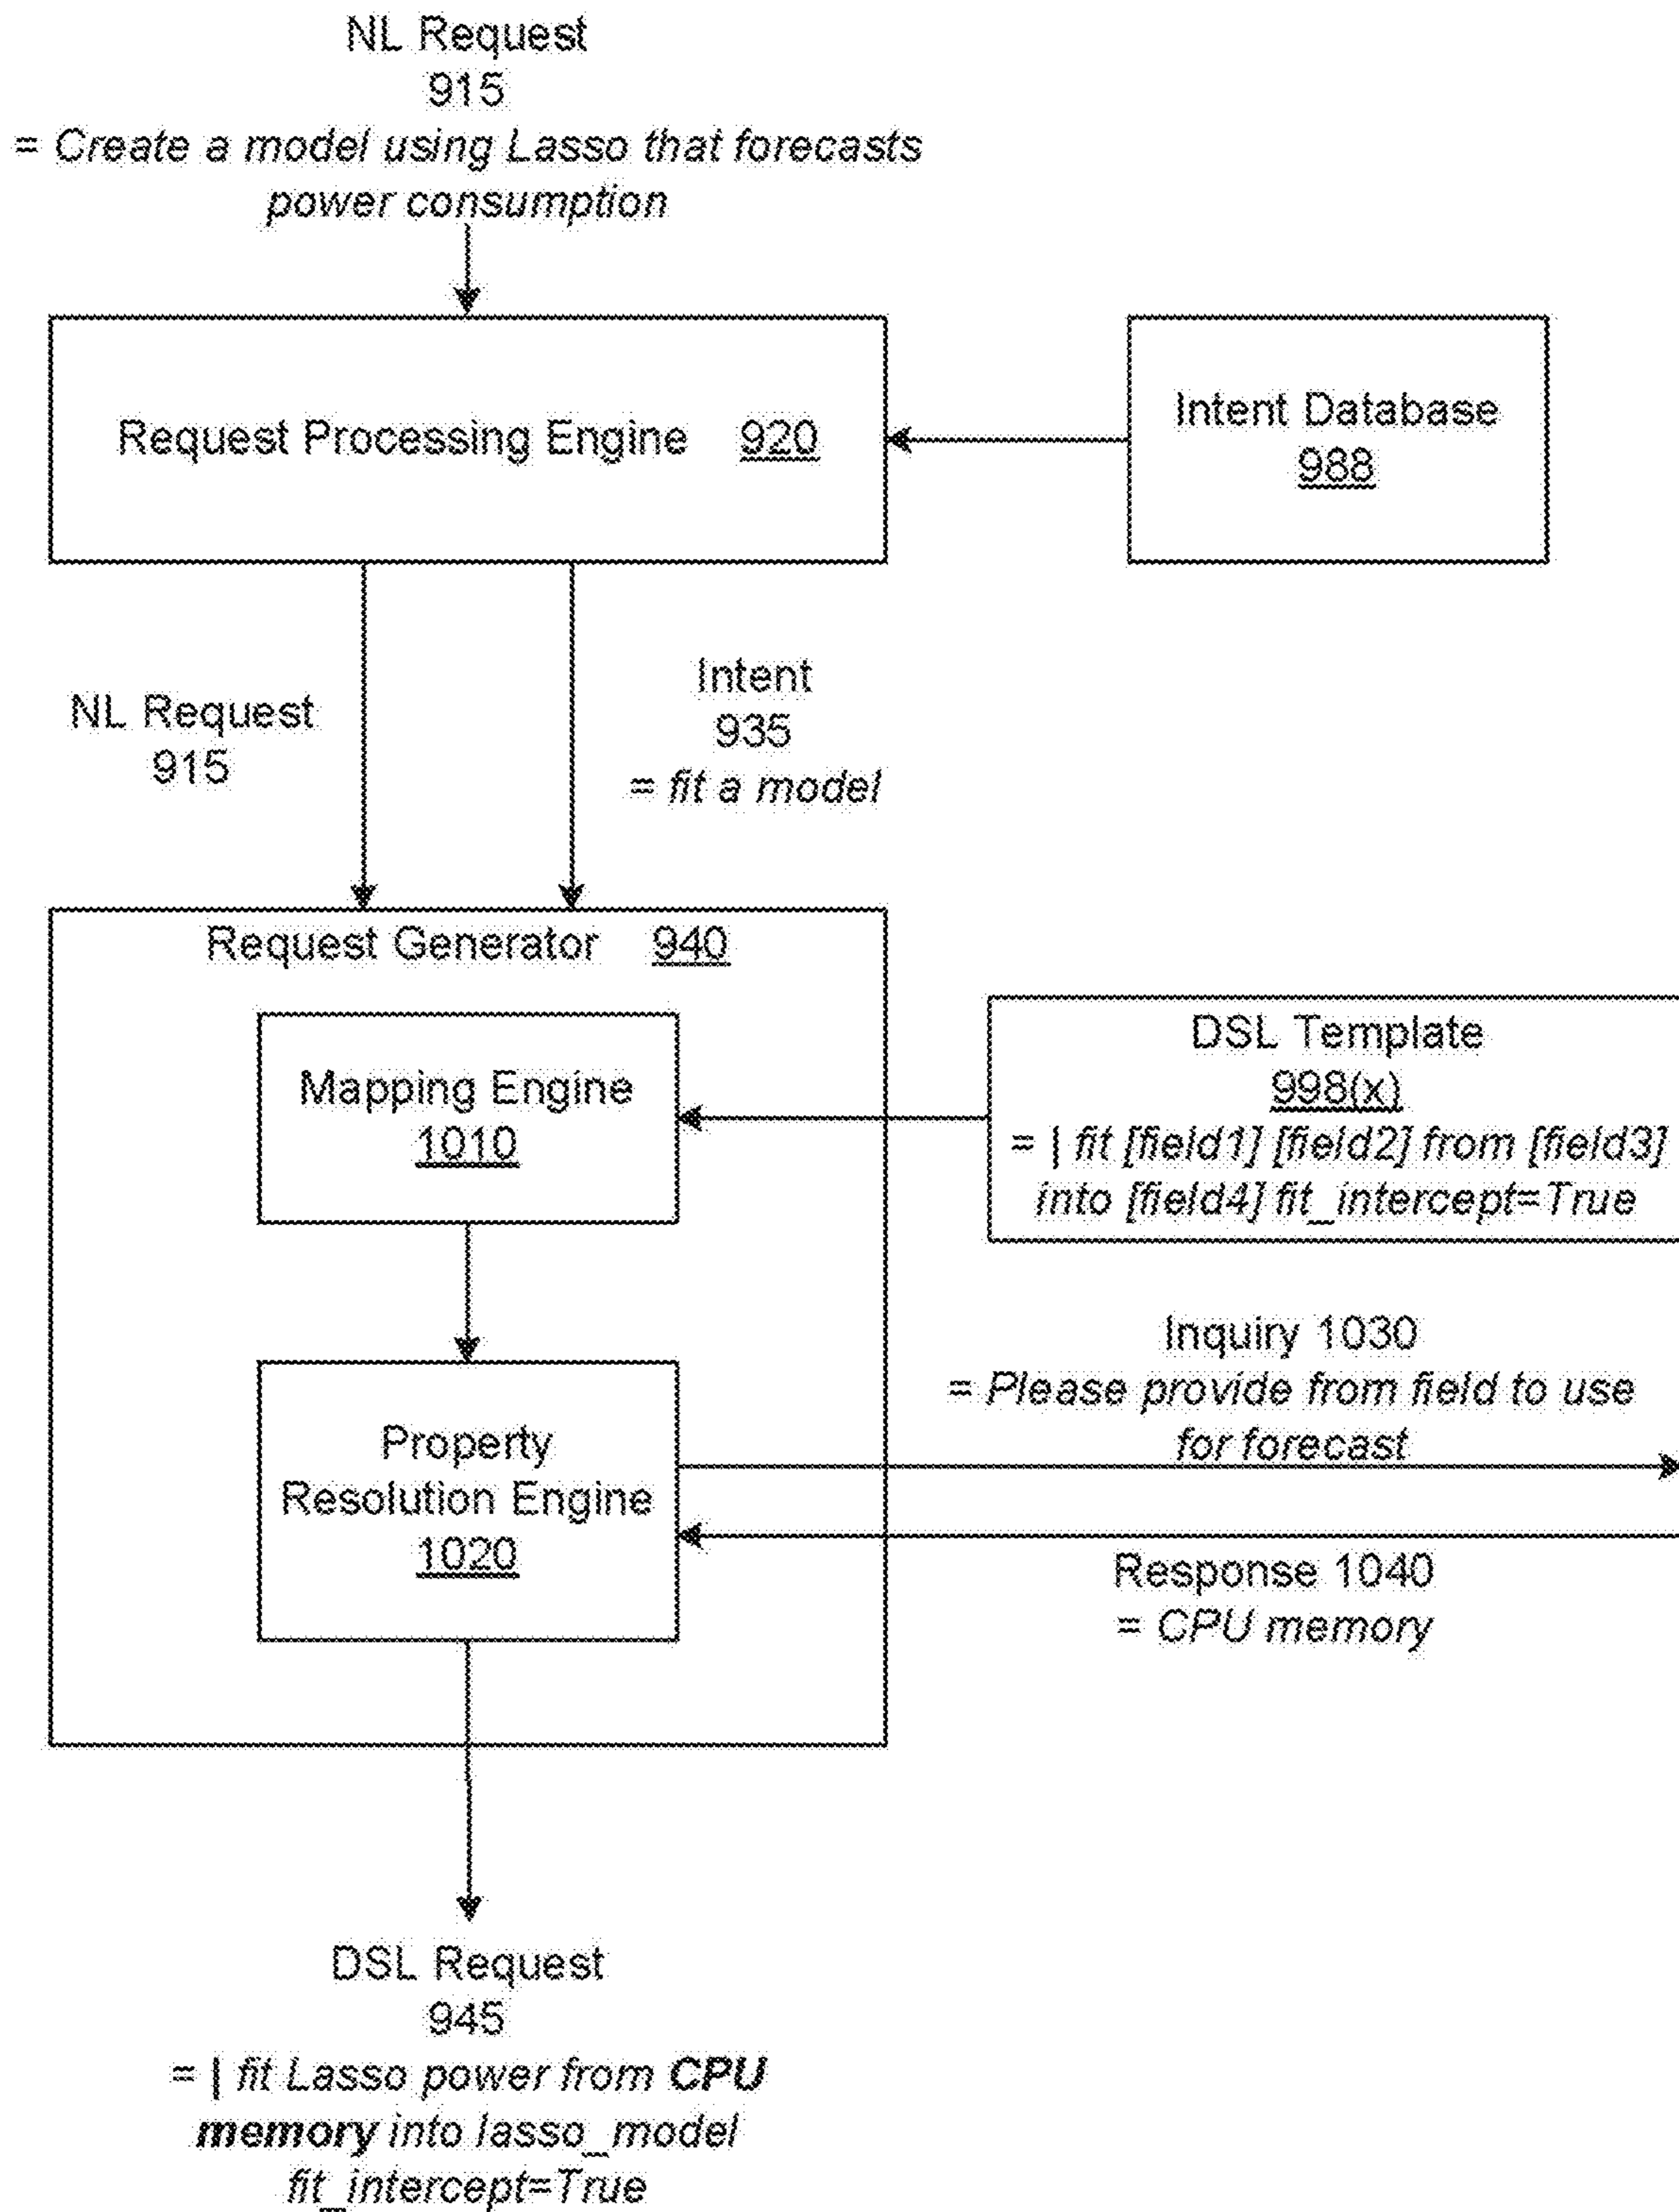 NL Request
915
= Create a model using Lasso that forecasts
power consumption
Request Processing Engine 920
Intent Database
988
NL Request
915
Intent
935
= fit a model
Request Generator 940
Mapping Engine
1010
DSL Template
998(x)
= | fit [field1] [field2] from [field3]
into [field4] fit_intercept=True
Inquiry 1030
= Please provide from field to use
for forecast
Property
Resolution Engine
1020
Response 1040
= CPU memory
DSL Request
945
= | fit Lasso power from CPU
memory into lasso_model
fit_intercept=True